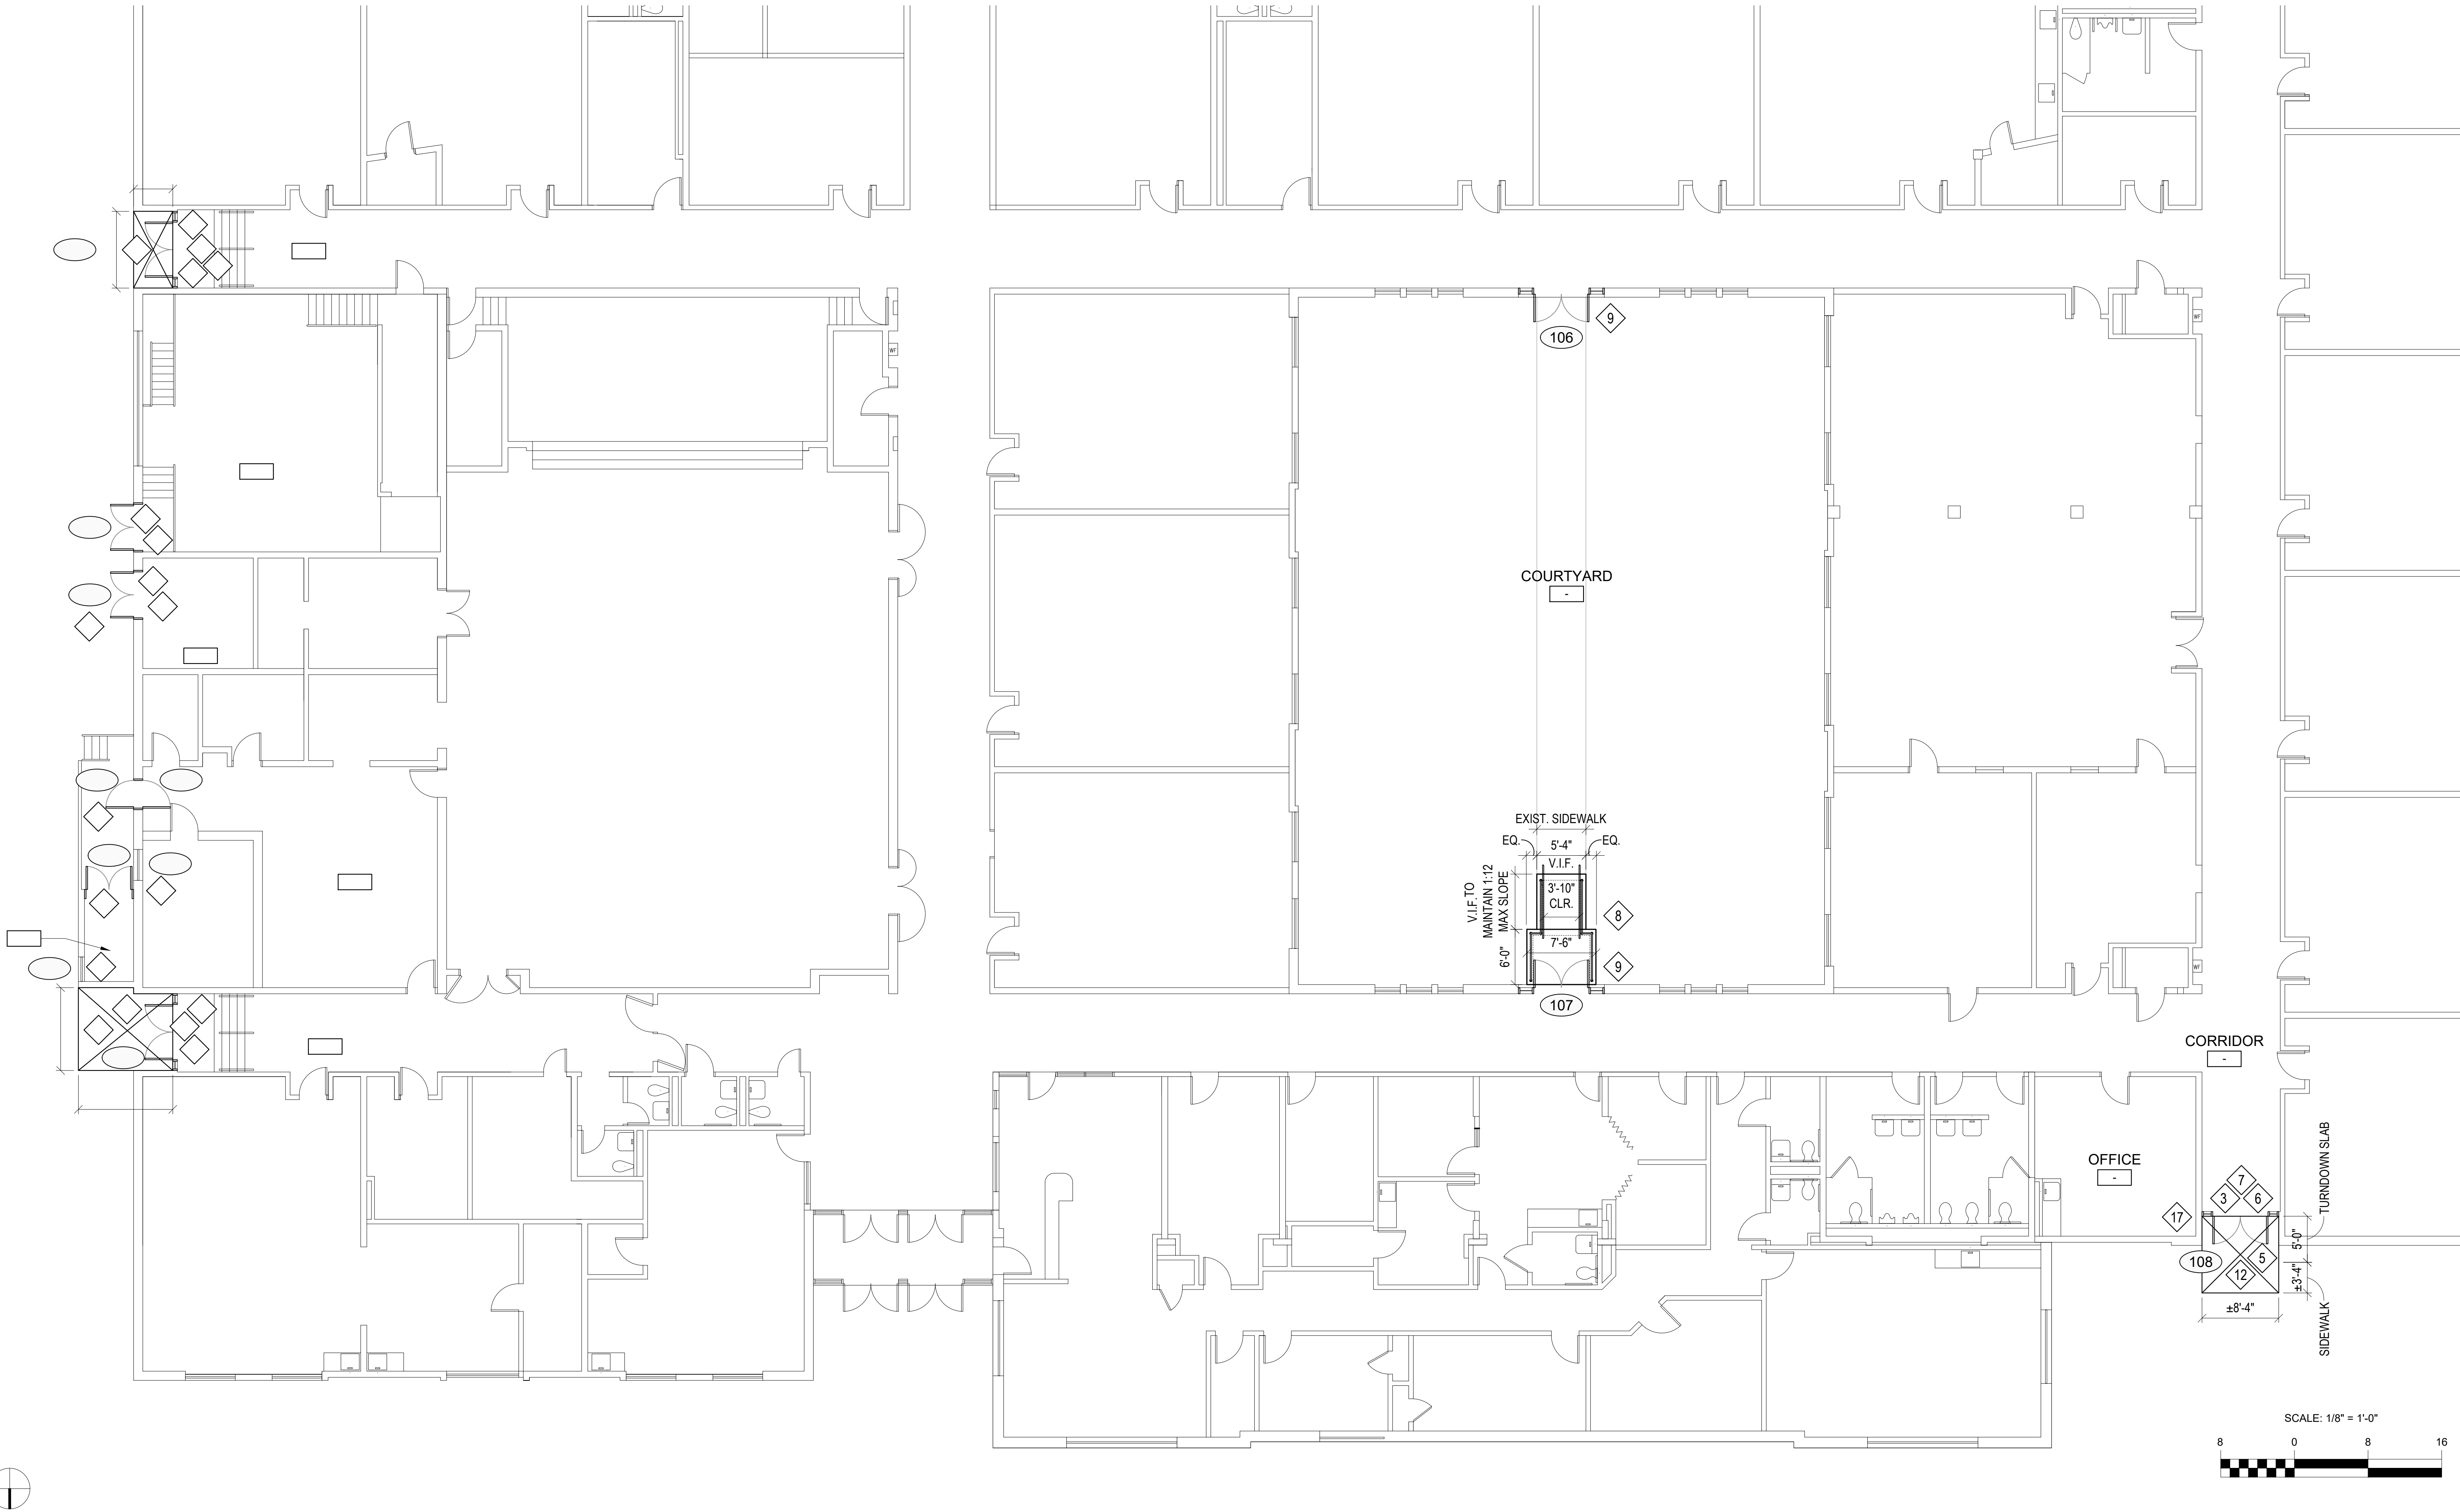 WF
WF
9
106
COURTYARD
-
EXIST. SIDEWALK
EQ.
5'-4"
EQ.
V.I.F.
3'-10"
CLR.
V.I.F.TO
MAINTAIN 1:12
MAX SLOPE
8
7'-6"
6'-0"
9
WF
107
CORRIDOR
-
OFFICE
-
7
3
6
17
TURNDOWN SLAB
5'-0"
108
5
12
±3'-4"
±8'-4"
SIDEWALK
SCALE: 1/8" = 1'-0"
8
0
8
16